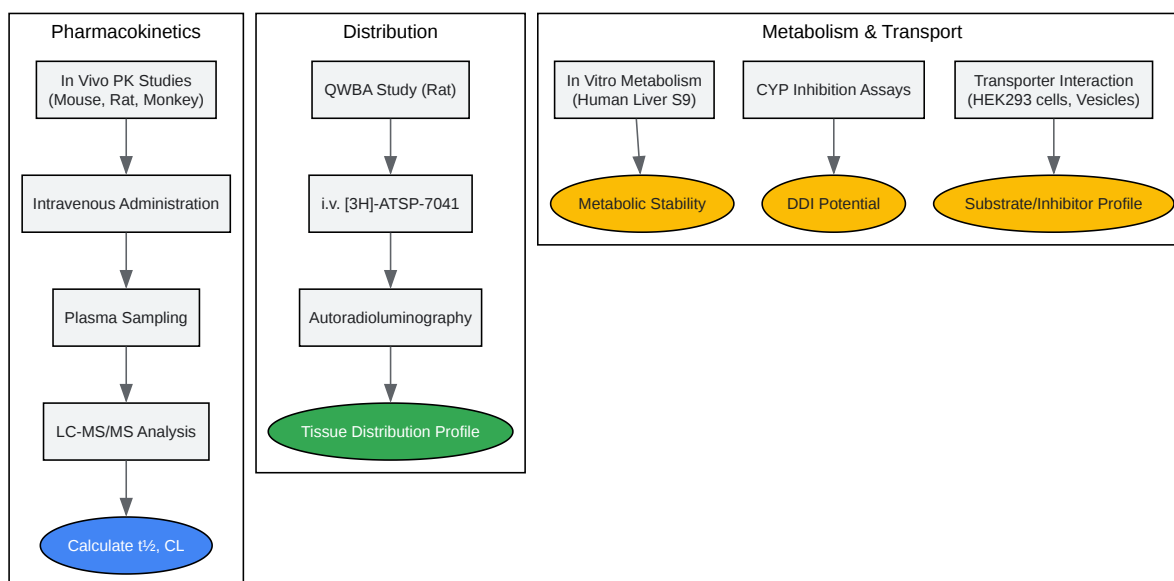 Pharmacokinetics
In Vivo PK Studies
(Mouse, Rat, Monkey)
Intravenous Administration
Plasma Sampling
LC-MS/MS Analysis
Calculate t½, CL
Distribution
QWBA Study (Rat)
i.v. [3H]-ATSP-7041
Autoradioluminography
Tissue Distribution Profile
Metabolism & Transport
In Vitro Metabolism
(Human Liver S9)
Metabolic Stability
CYP Inhibition Assays
DDI Potential
Transporter Interaction
(HEK293 cells, Vesicles)
Substrate/Inhibitor Profile